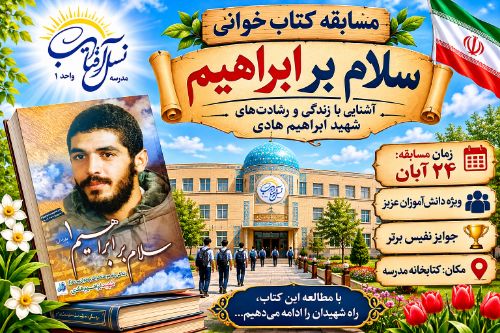 نسل آفتاب
مدرسه
واحد ۱
مسابقه کتاب خوانی
سلام بر ابراهیم
آشنایی با زندگی و رشادت‌های
شهید ابراهیم هادی
زمان مسابقه:
۲۴ آبان
ویژه دانش‌آموزان عزیز
جوایز نفیس برتر
مکان: کتابخانه مدرسه
سلام بر ابراهیم ۱
با مطالعه این کتاب،
راه شهیدان را ادامه می‌دهیم...